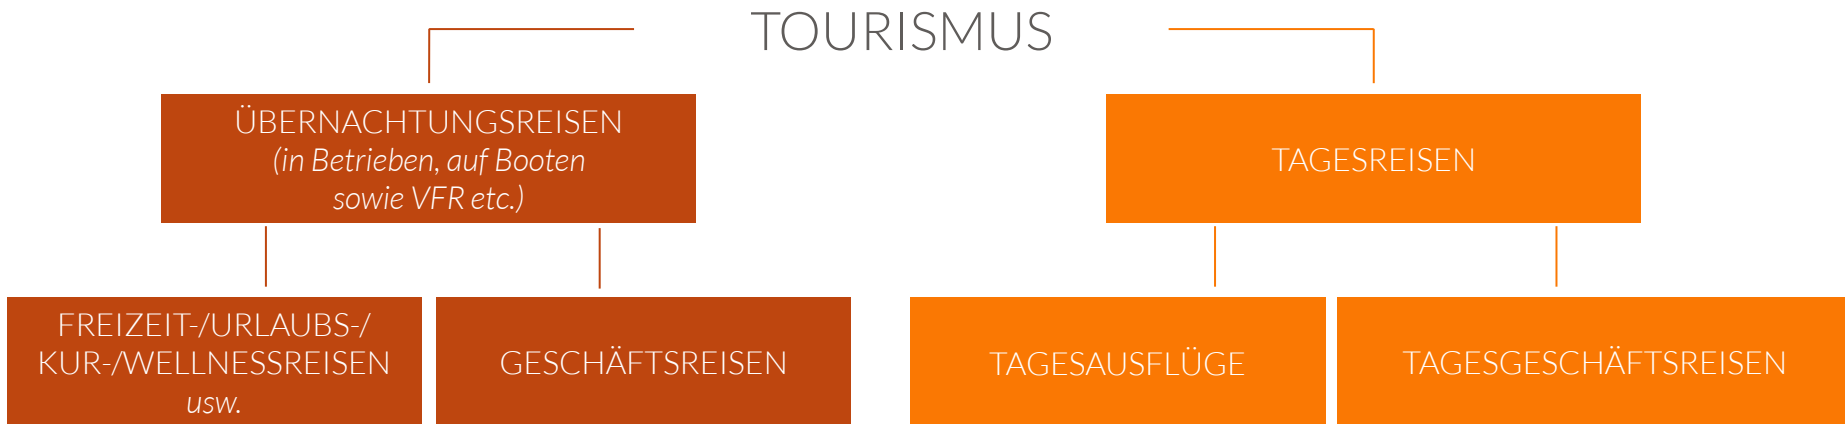 TOURISMUS
ÜBERNACHTUNGSREISEN
(in Betrieben, auf Booten
sowie VFR etc.)
TAGESREISEN
FREIZEIT-/URLAUBS-/
KUR-/WELLNESSREISEN
usw.
GESCHÄFTSREISEN
TAGESAUSFLÜGE
TAGESGESCHÄFTSREISEN